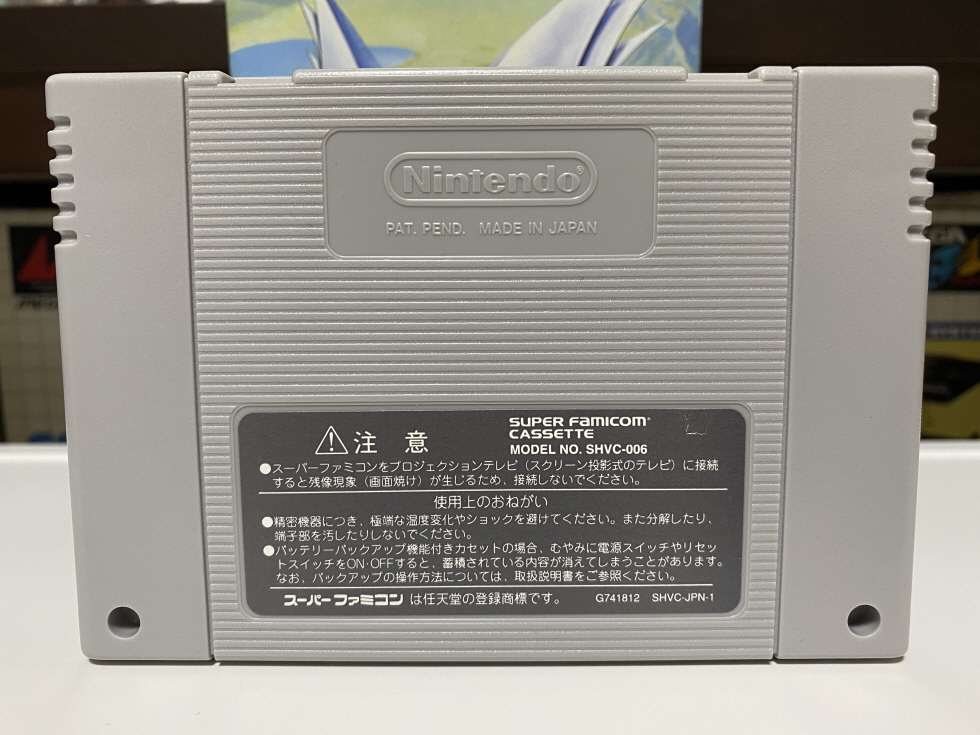 Nintendo®
PAT. PEND. MADE IN JAPAN
⚠注 意
SUPER FAMICOM®
CASSETTE
MODEL NO. SHVC-006
●スーパーファミコンをプロジェクションテレビ（スクリーン投影式のテレビ）に接続
すると残像現象（画面焼け）が生じるため、接続しないでください。
使用上のおねがい
●精密機器につき、極端な温度変化やショックを避けてください。また分解したり、
端子部を汚したりしないでください。
●バッテリーバックアップ機能付きカセットの場合、むやみに電源スイッチやリセッ
トスイッチをON·OFFすると、蓄積されている内容が消えてしまうことがあります。
なお、バックアップの操作方法については、取扱説明書をご参照ください。
スーパーファミコン は任天堂の登録商標です。 G741812 SHVC-JPN-1